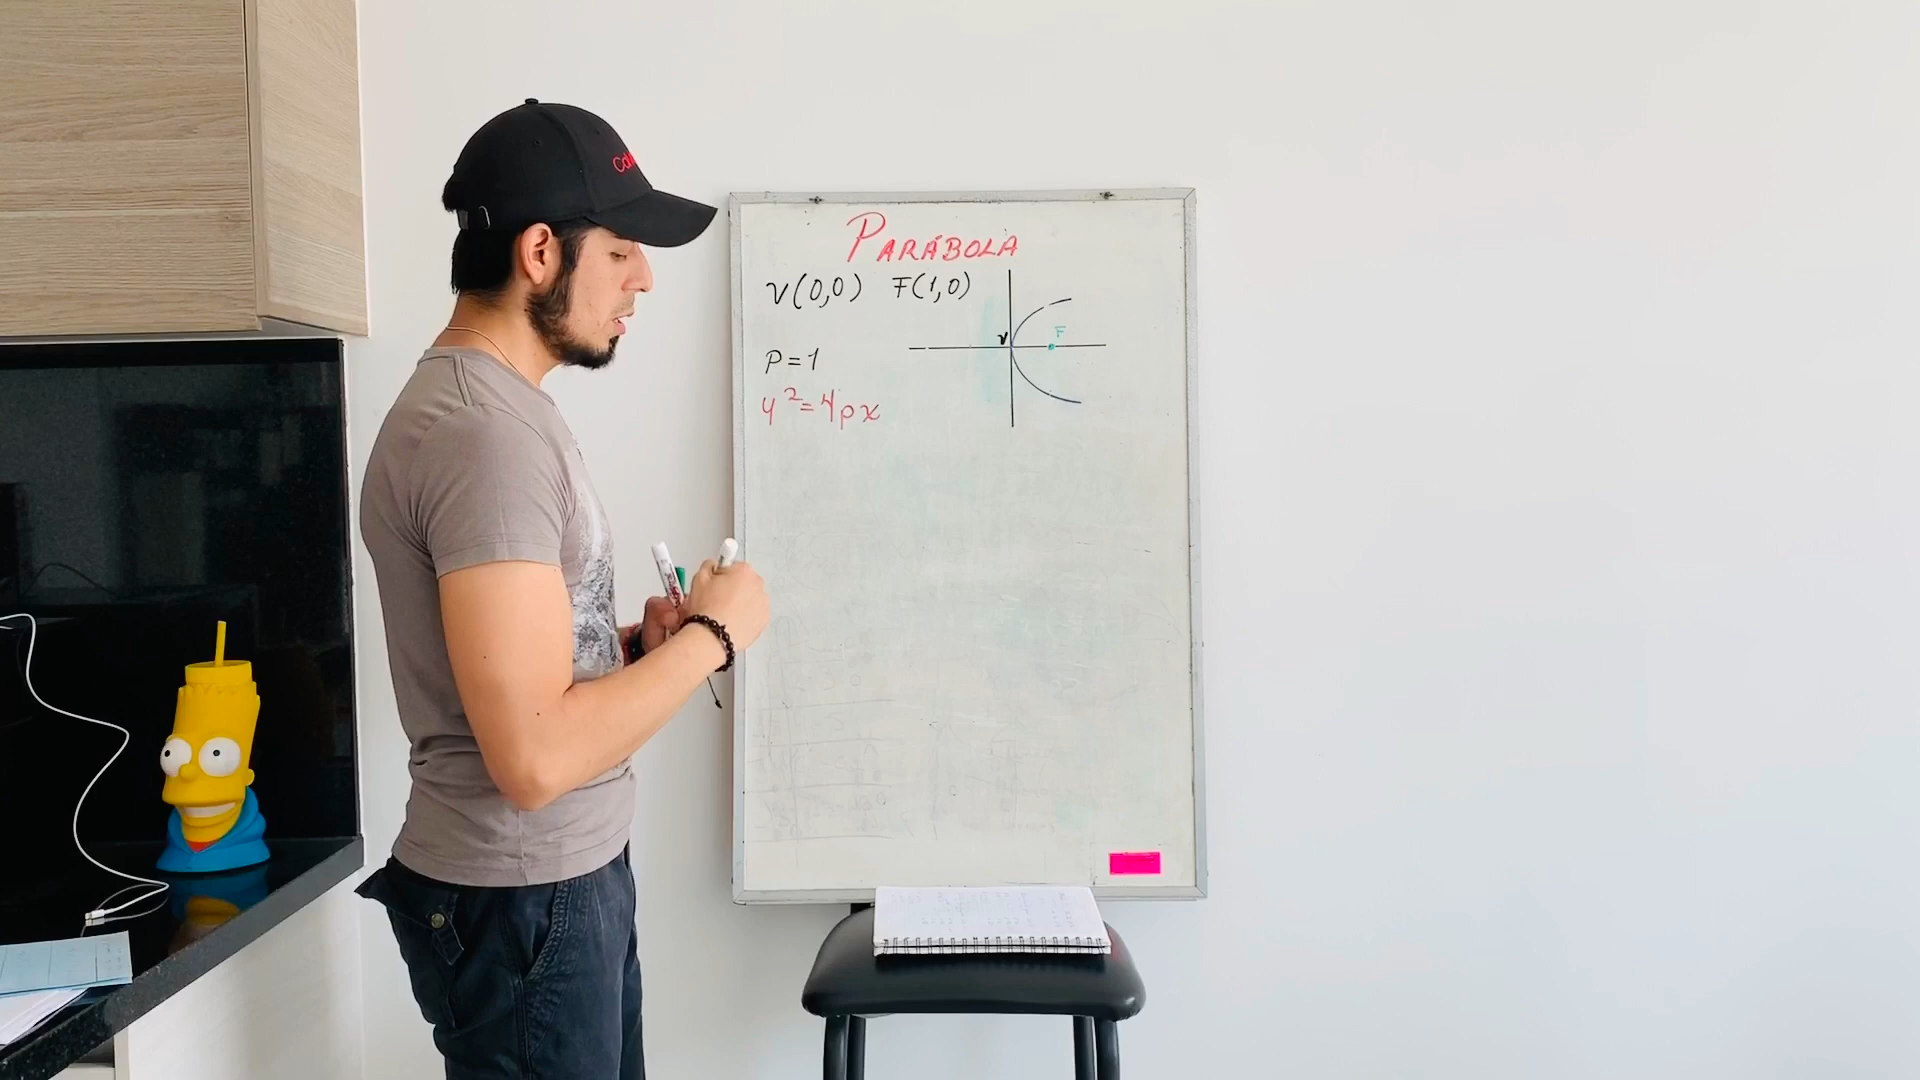 PARÁBOLA
V(0,0) F(1,0)
V F
P=1
y²=4px